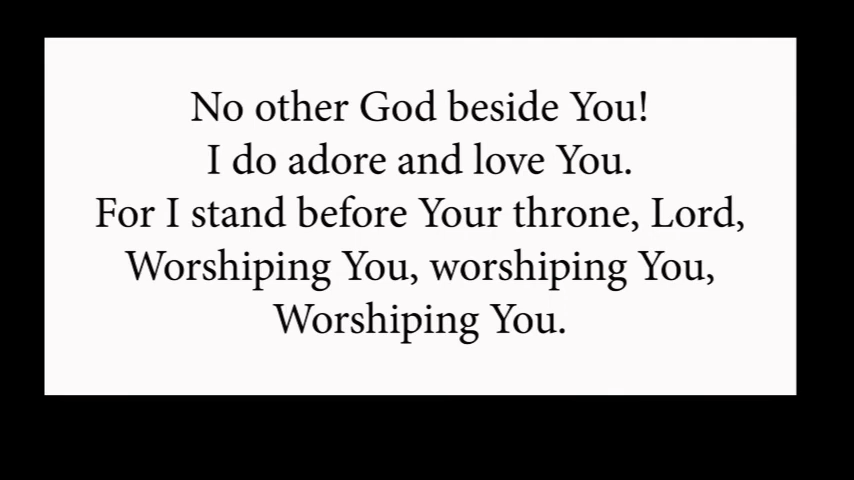 No other God beside You!
I do adore and love You.
For I stand before Your throne, Lord,
Worshiping You, worshiping You,
Worshiping You.